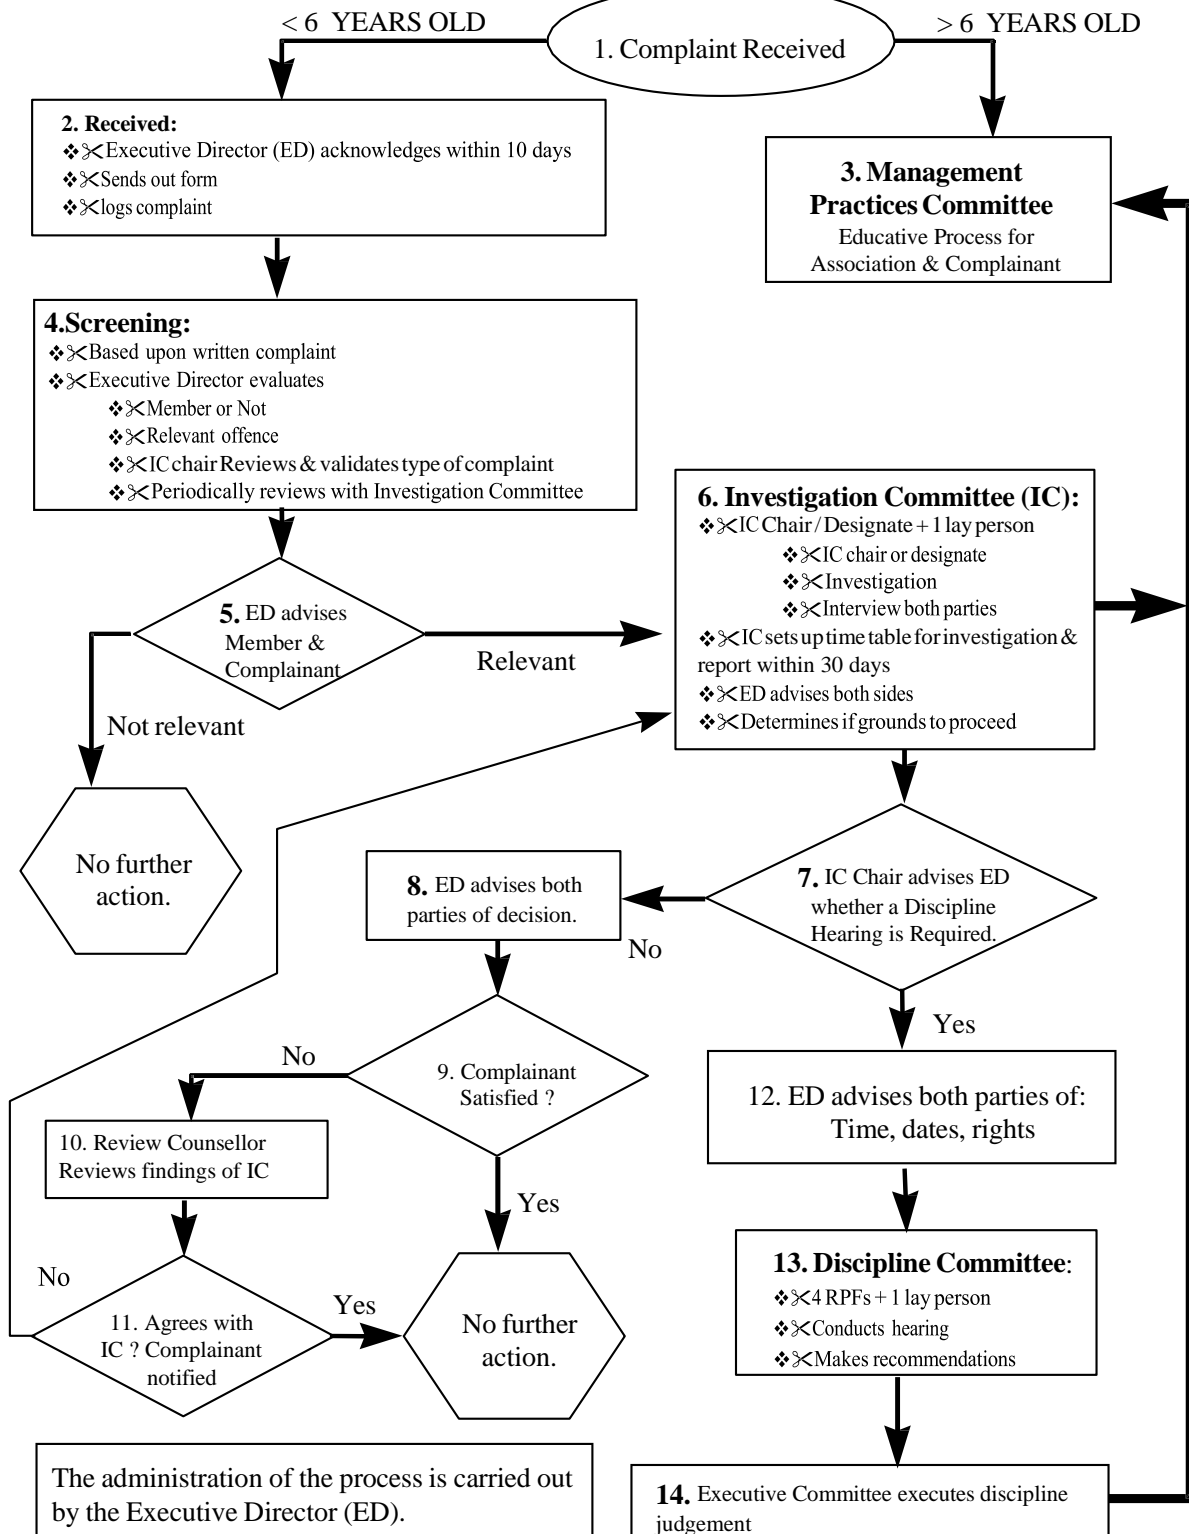 < 6 YEARS OLD
> 6 YEARS OLD
1. Complaint Received
2. Received:
❖✂Executive Director (ED) acknowledges within 10 days
❖✂Sends out form
❖✂logs complaint
3. Management
Practices Committee
Educative Process for
Association & Complainant
4.Screening:
❖✂Based upon written complaint
❖✂Executive Director evaluates
❖✂Member or Not
❖✂Relevant offence
❖✂IC chair Reviews & validates type of complaint
❖✂Periodically reviews with Investigation Committee
5. ED advises
Member &
Complainant
Relevant
Not relevant
No further
action.
6. Investigation Committee (IC):
❖✂IC Chair / Designate + 1 lay person
❖✂IC chair or designate
❖✂Investigation
❖✂Interview both parties
❖✂IC sets up time table for investigation &
report within 30 days
❖✂ED advises both sides
❖✂Determines if grounds to proceed
7. IC Chair advises ED
whether a Discipline
Hearing is Required.
No
Yes
8. ED advises both
parties of decision.
9. Complainant
Satisfied ?
No
Yes
10. Review Counsellor
Reviews findings of IC
11. Agrees with
IC ? Complainant
notified
No
Yes
No further
action.
12. ED advises both parties of:
Time, dates, rights
13. Discipline Committee:
❖✂4 RPFs + 1 lay person
❖✂Conducts hearing
❖✂Makes recommendations
14. Executive Committee executes discipline
judgement
The administration of the process is carried out
by the Executive Director (ED).